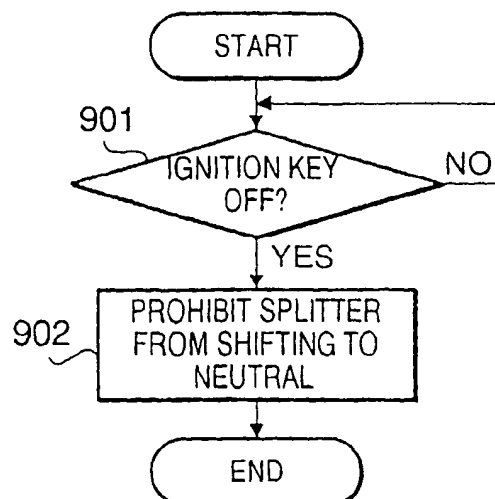 START
901
IGNITION KEY
OFF?
NO
YES
902
PROHIBIT SPLITTER
FROM SHIFTING TO
NEUTRAL
END